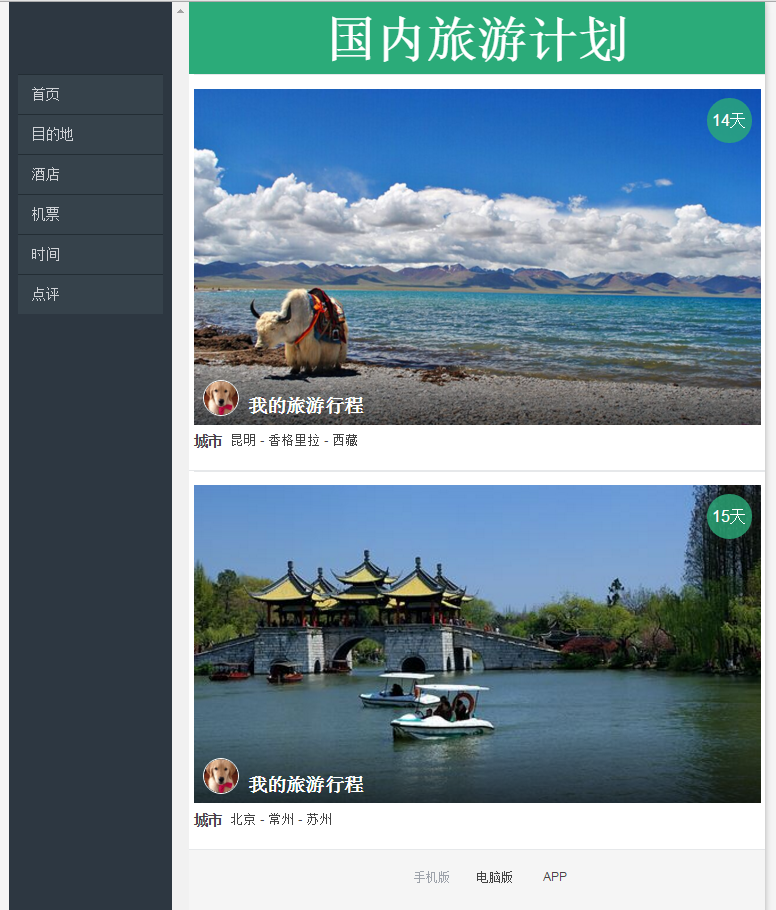 国内旅游计划
首页
目的地
酒店
机票
时间
点评
14天
我的旅游行程
城市 昆明 - 香格里拉 - 西藏
15天
我的旅游行程
城市 北京 - 常州 - 苏州
手机版 电脑版 APP